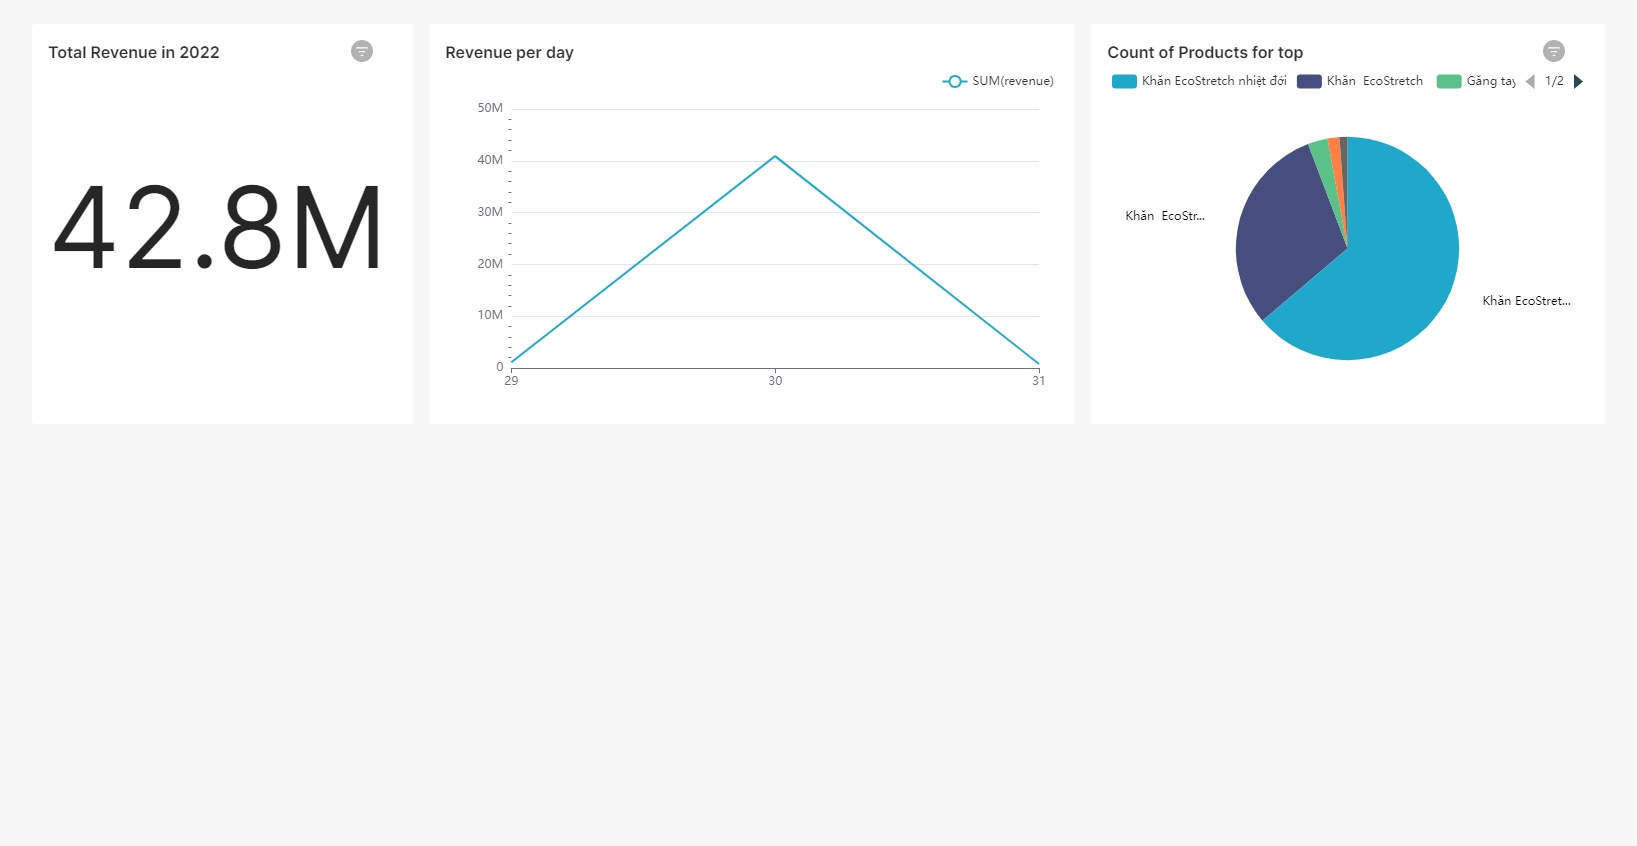 Total Revenue in 2022
42.8M
Revenue per day
SUM(revenue)
50M
40M
30M
20M
10M
0
29 30 31
Count of Products for top
Khăn EcoStretch nhiệt đới Khăn  EcoStretch Găng tay 1/2
Khăn  EcoStr...
Khăn EcoStret...